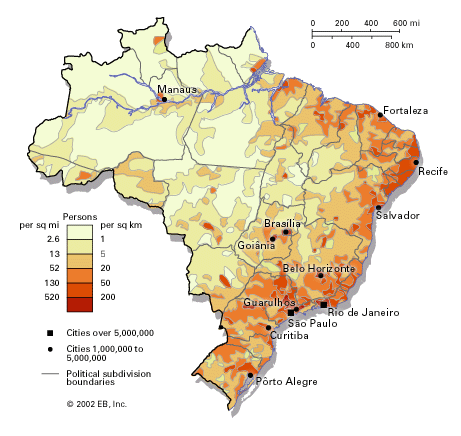 0 200 400 600 mi
0 400 800 km
Manaus
Fortaleza
Recife
Salvador
Brasília
Goiânia
Belo Horizonte
Guarulhos
Rio de Janeiro
São Paulo
Curitiba
Pôrto Alegre
Persons
per sq mi per sq km
2.6 1
13 5
52 20
130 50
520 200
Cities over 5,000,000
Cities 1,000,000 to
5,000,000
Political subdivision
boundaries
© 2002 EB, Inc.